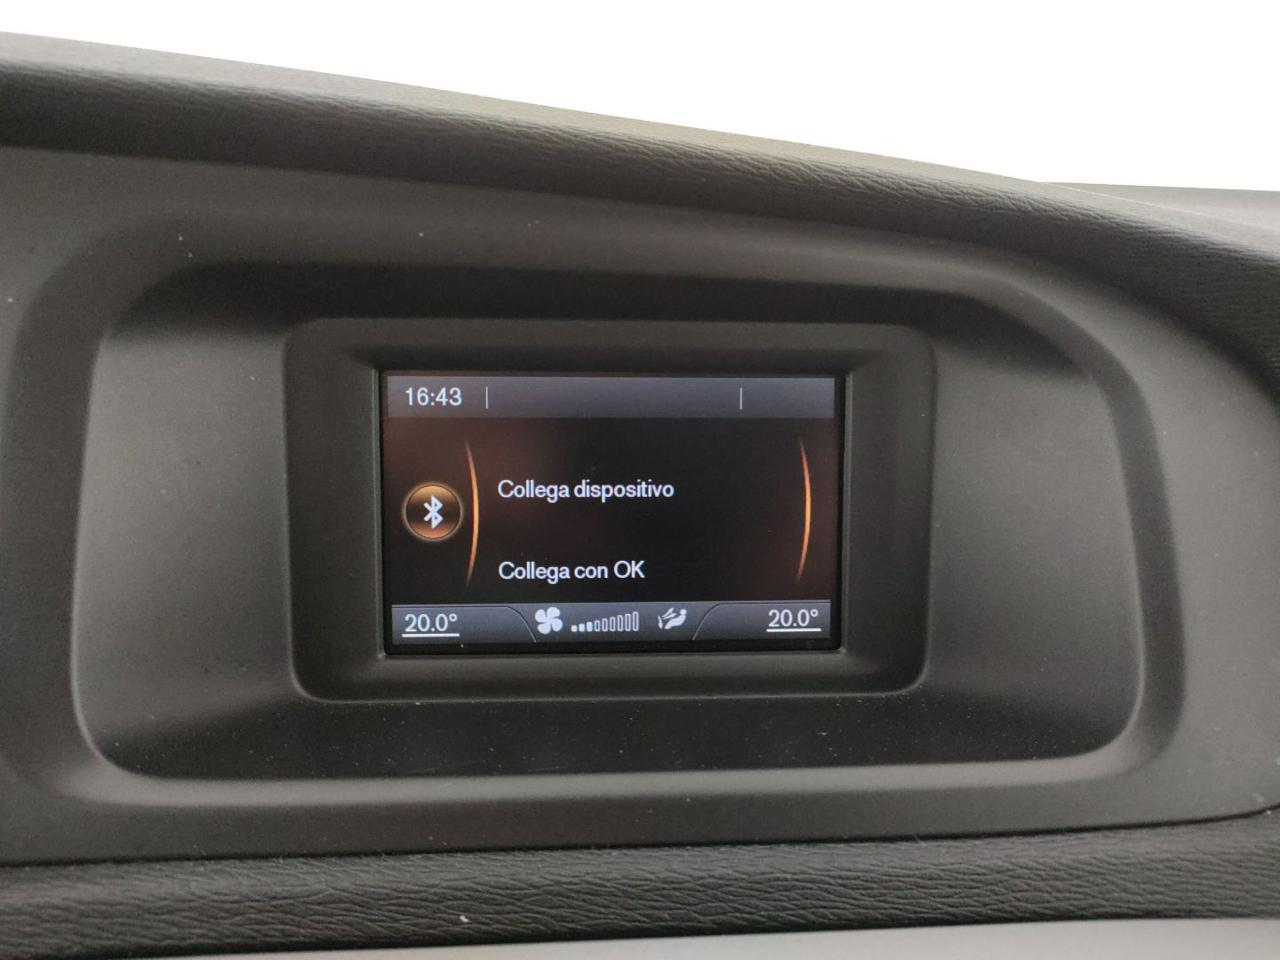 16:43
Collega dispositivo
Collega con OK
20.0° 20.0°